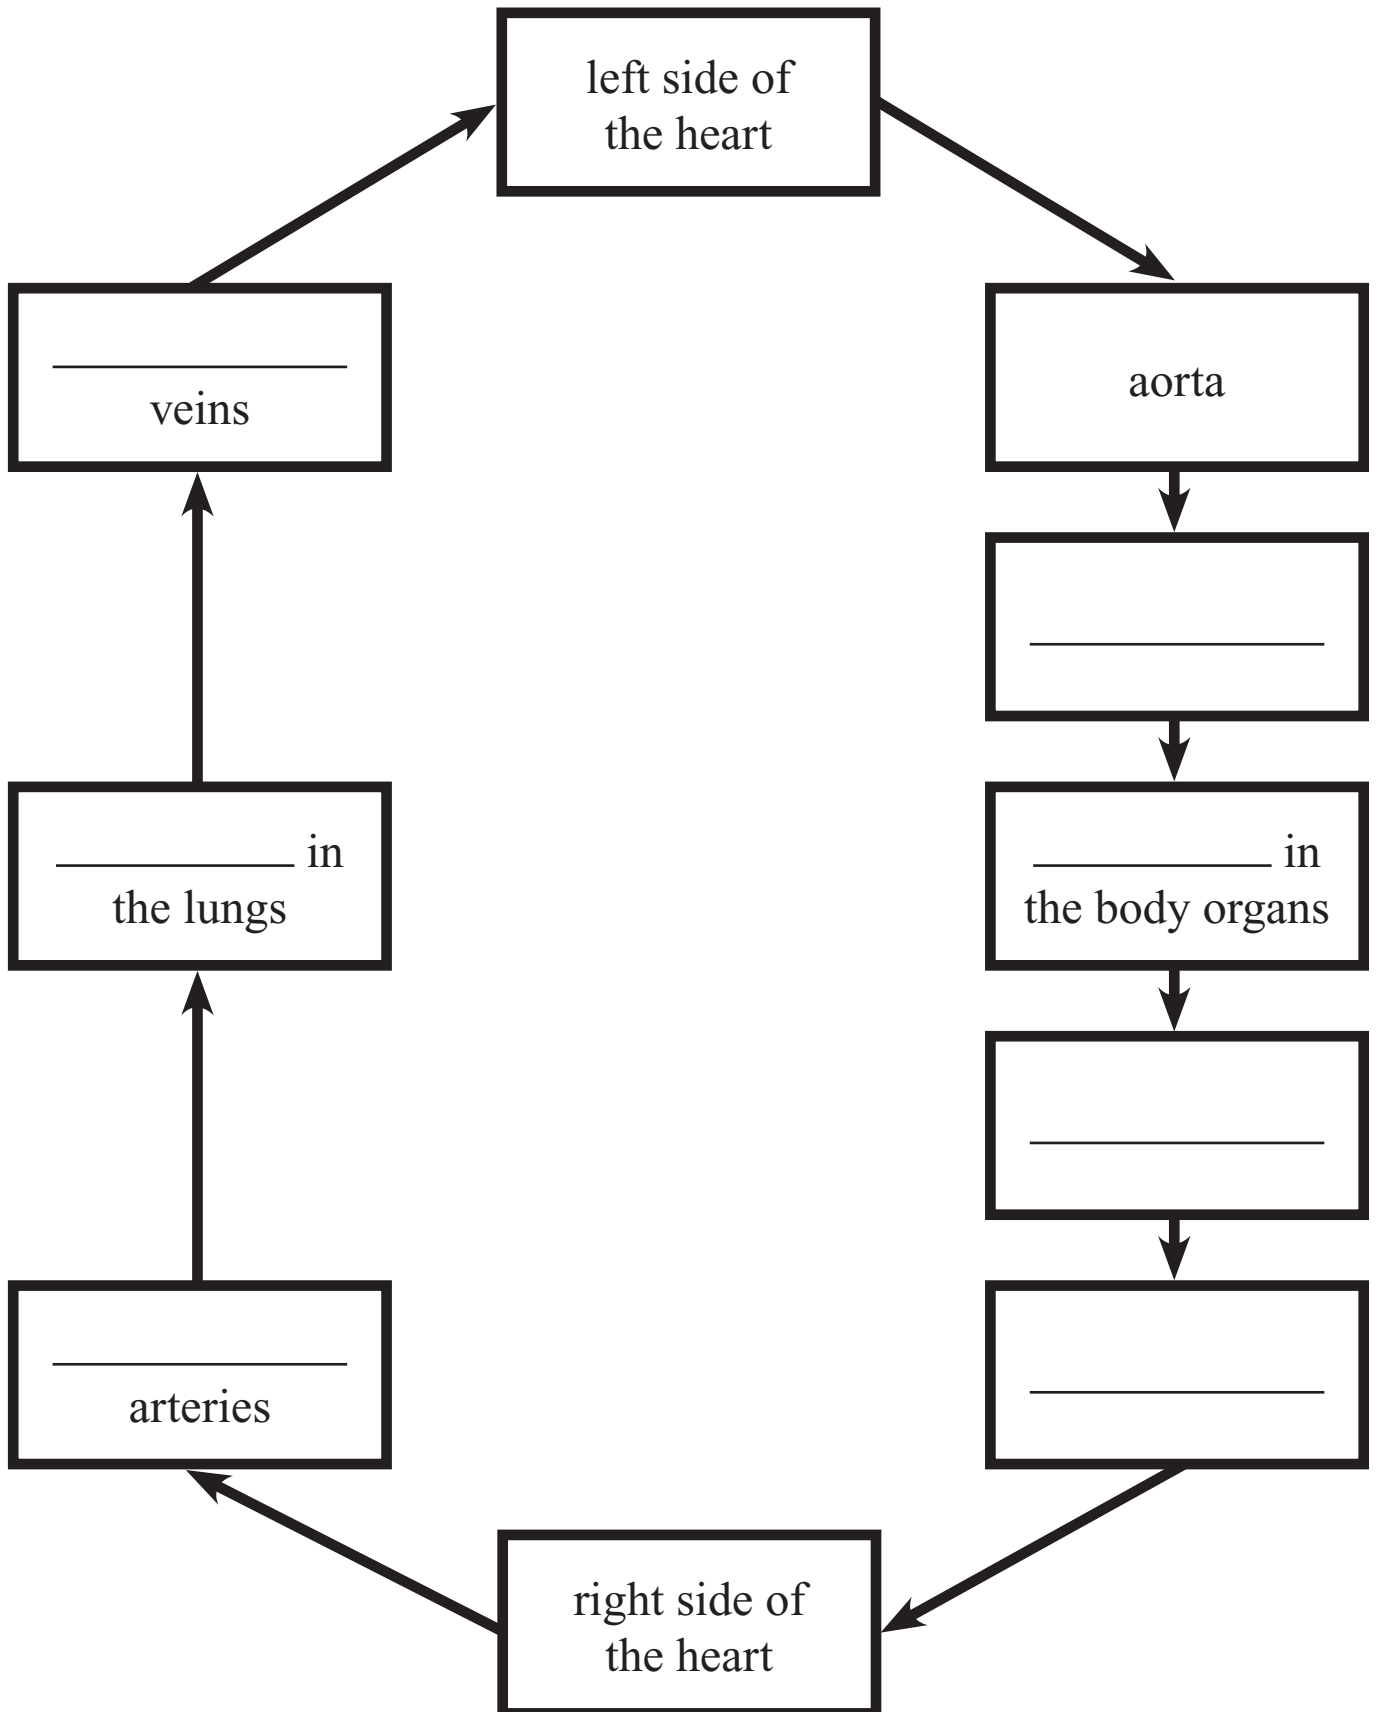 left side of
the heart
veins
aorta
in
the lungs
in
the body organs
arteries
right side of
the heart